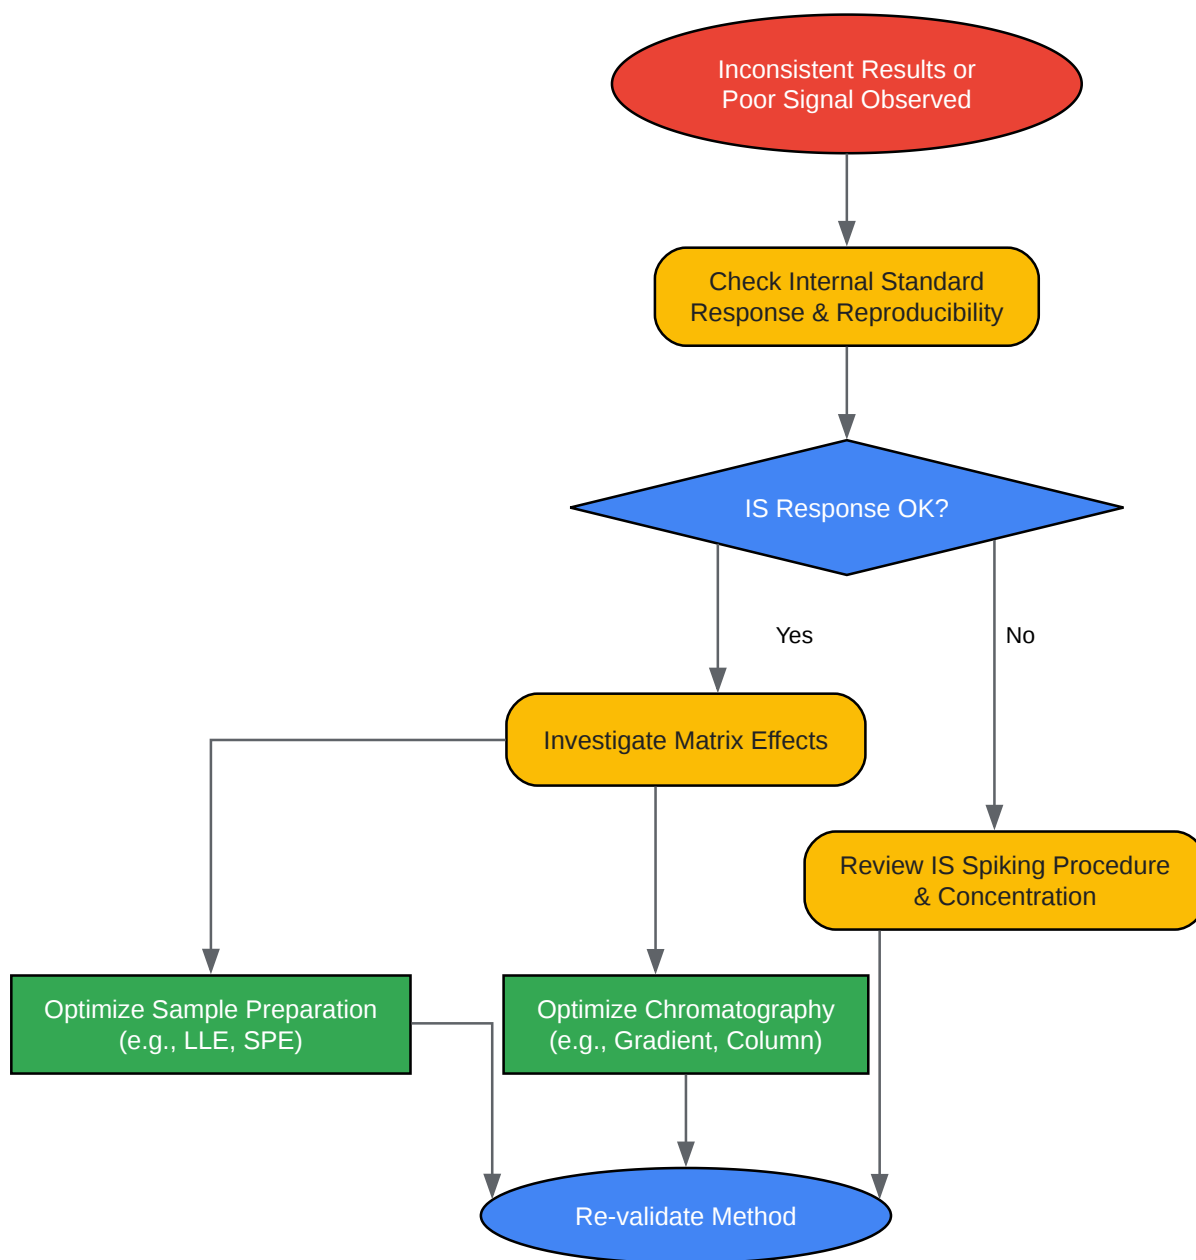 Inconsistent Results or
Poor Signal Observed
Check Internal Standard
Response & Reproducibility
IS Response OK?
Yes
No
Investigate Matrix Effects
Review IS Spiking Procedure
& Concentration
Optimize Sample Preparation
(e.g., LLE, SPE)
Optimize Chromatography
(e.g., Gradient, Column)
Re-validate Method